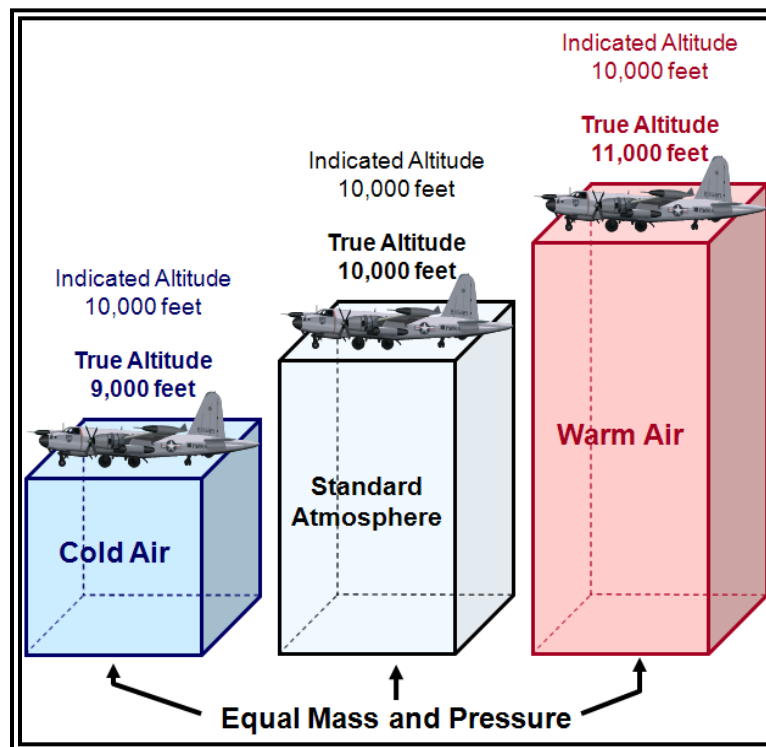 Indicated Altitude
10,000 feet
True Altitude
9,000 feet
Cold Air
Indicated Altitude
10,000 feet
True Altitude
10,000 feet
Standard
Atmosphere
Indicated Altitude
10,000 feet
True Altitude
11,000 feet
Warm Air
Equal Mass and Pressure